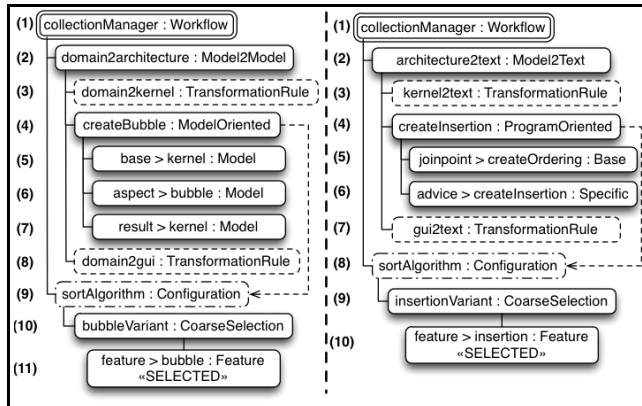 (1) collectionManager : Workflow
(2) domain2architecture : Model2Model
(3) domain2kernel : TransformationRule
(4) createBubble : ModelOriented
(5) base > kernel : Model
(6) aspect > bubble : Model
(7) result > kernel : Model
(8) domain2gui : TransformationRule
(9) sortAlgorithm : Configuration
(10) bubbleVariant : CoarseSelection
(11) feature > bubble : Feature
«SELECTED»
(1) collectionManager : Workflow
(2) architecture2text : Model2Text
(3) kernel2text : TransformationRule
(4) createInsertion : ProgramOriented
(5) joinpoint > createOrdering : Base
(6) advice > createInsertion : Specific
(7) gui2text : TransformationRule
(8) sortAlgorithm : Configuration
(9) insertionVariant : CoarseSelection
(10) feature > insertion : Feature
«SELECTED»